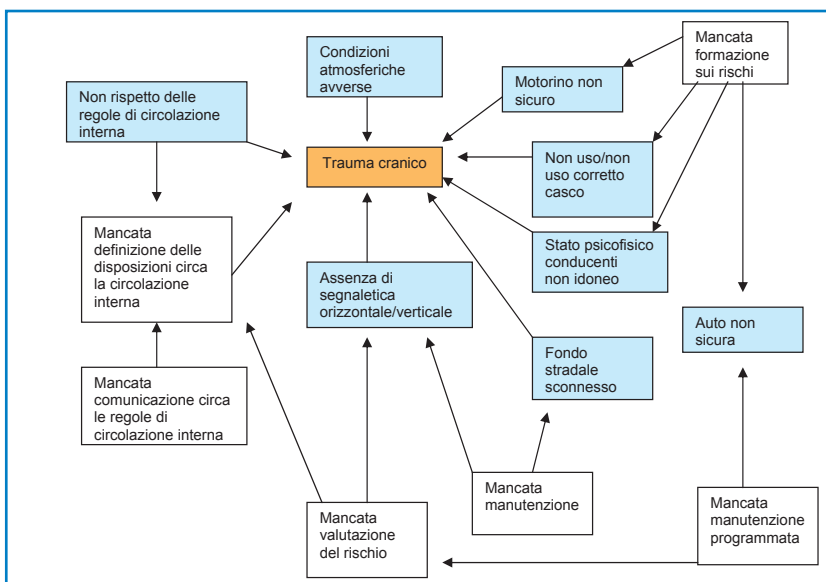 Condizioni
atmosferiche
avverse
Mancata
formazione
sui rischi
Motorino non
sicuro
Non rispetto delle
regole di circolazione
interna
Trauma cranico
Non uso/non
uso corretto
casco
Mancata
definizione delle
disposizioni circa
la circolazione
interna
Stato psicofisico
conducenti
non idoneo
Assenza di
segnaletica
orizzontale/verticale
Auto non
sicura
Fondo
stradale
sconnesso
Mancata
comunicazione circa
le regole di
circolazione interna
Mancata
manutenzione
Mancata
valutazione
del rischio
Mancata
manutenzione
programmata